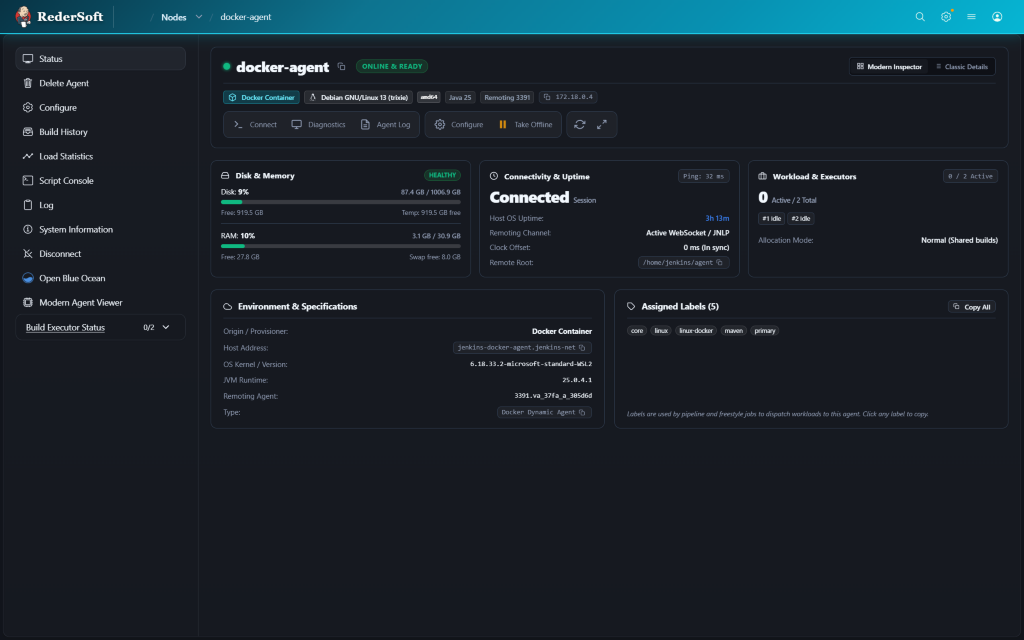 RederSoft
/ Nodes / docker-agent
Status
Delete Agent
Configure
Build History
Load Statistics
Script Console
Log
System Information
Disconnect
Open Blue Ocean
Modern Agent Viewer
Build Executor Status 0/2
docker-agent ONLINE & READY
Modern Inspector Classic Details
Docker Container Debian GNU/Linux 13 (trixie) amd64 Java 25 Remoting 3391 172.18.0.4
Connect Diagnostics Agent Log Configure Take Offline
Disk & Memory HEALTHY
Disk: 9% 87.4 GB / 1006.9 GB
Free: 919.5 GB Temp: 919.5 GB free
RAM: 10% 3.1 GB / 30.9 GB
Free: 27.8 GB Swap free: 8.0 GB
Connectivity & Uptime Ping: 32 ms
Connected Session
Host OS Uptime: 3h 13m
Remoting Channel: Active WebSocket / JNLP
Clock Offset: 0 ms (In sync)
Remote Root: /home/jenkins/agent
Workload & Executors 0 / 2 Active
0 Active / 2 Total
#1 Idle #2 Idle
Allocation Mode: Normal (Shared builds)
Environment & Specifications
Origin / Provisioner: Docker Container
Host Address: jenkins-docker-agent.jenkins-net
OS Kernel / Version: 6.18.33.2-microsoft-standard-WSL2
JVM Runtime: 25.0.4.1
Remoting Agent: 3391.va_37fa_a_305d6d
Type: Docker Dynamic Agent
Assigned Labels (5) Copy All
core linux linux-docker maven primary
Labels are used by pipeline and freestyle jobs to dispatch workloads to this agent. Click any label to copy.